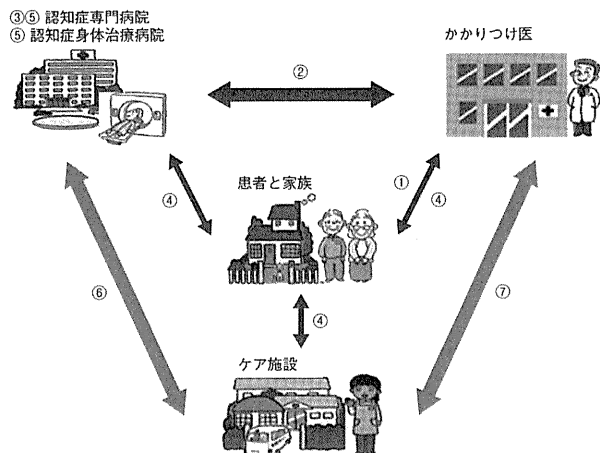 ③⑤ 認知症専門病院
⑤ 認知症身体治療病院
かかりつけ医
②
患者と家族
①
④
④
④
⑥
⑦
ケア施設